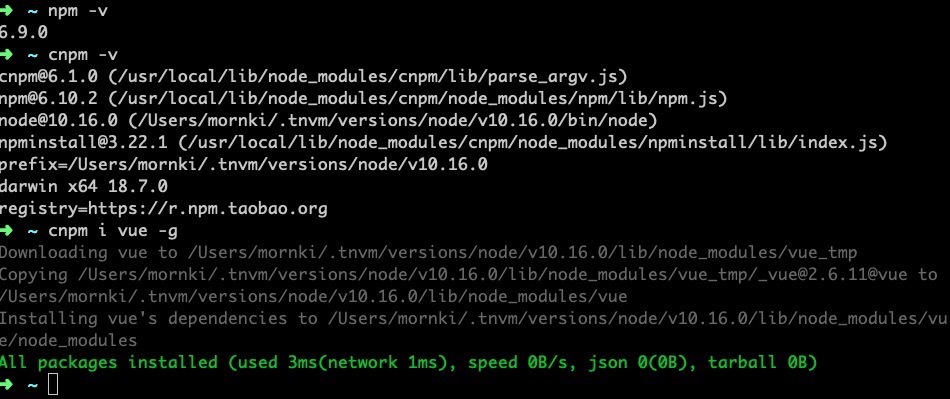 ➜ ~ npm -v
6.9.0
➜ ~ cnpm -v
cnpm@6.1.0 (/usr/local/lib/node_modules/cnpm/lib/parse_argv.js)
npm@6.10.2 (/usr/local/lib/node_modules/cnpm/node_modules/npm/lib/npm.js)
node@10.16.0 (/Users/mornki/.tnvm/versions/node/v10.16.0/bin/node)
npminstall@3.22.1 (/usr/local/lib/node_modules/cnpm/node_modules/npminstall/lib/index.js)
prefix=/Users/mornki/.tnvm/versions/node/v10.16.0
darwin x64 18.7.0
registry=https://r.npm.taobao.org
➜ ~ cnpm i vue -g
Downloading vue to /Users/mornki/.tnvm/versions/node/v10.16.0/lib/node_modules/vue_tmp
Copying /Users/mornki/.tnvm/versions/node/v10.16.0/lib/node_modules/vue_tmp/_vue@2.6.11@vue to
/Users/mornki/.tnvm/versions/node/v10.16.0/lib/node_modules/vue
Installing vue's dependencies to /Users/mornki/.tnvm/versions/node/v10.16.0/lib/node_modules/vu
e/node_modules
All packages installed (used 3ms(network 1ms), speed 0B/s, json 0(0B), tarball 0B)
➜ ~